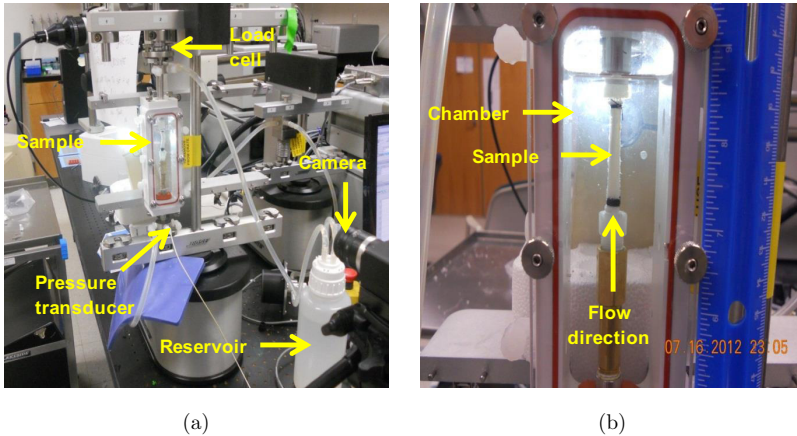 Load
cell
Sample
Camera
Pressure
transducer
Reservoir
(a)
Chamber
Sample
Flow
direction
07 16 2012 23:05
(b)